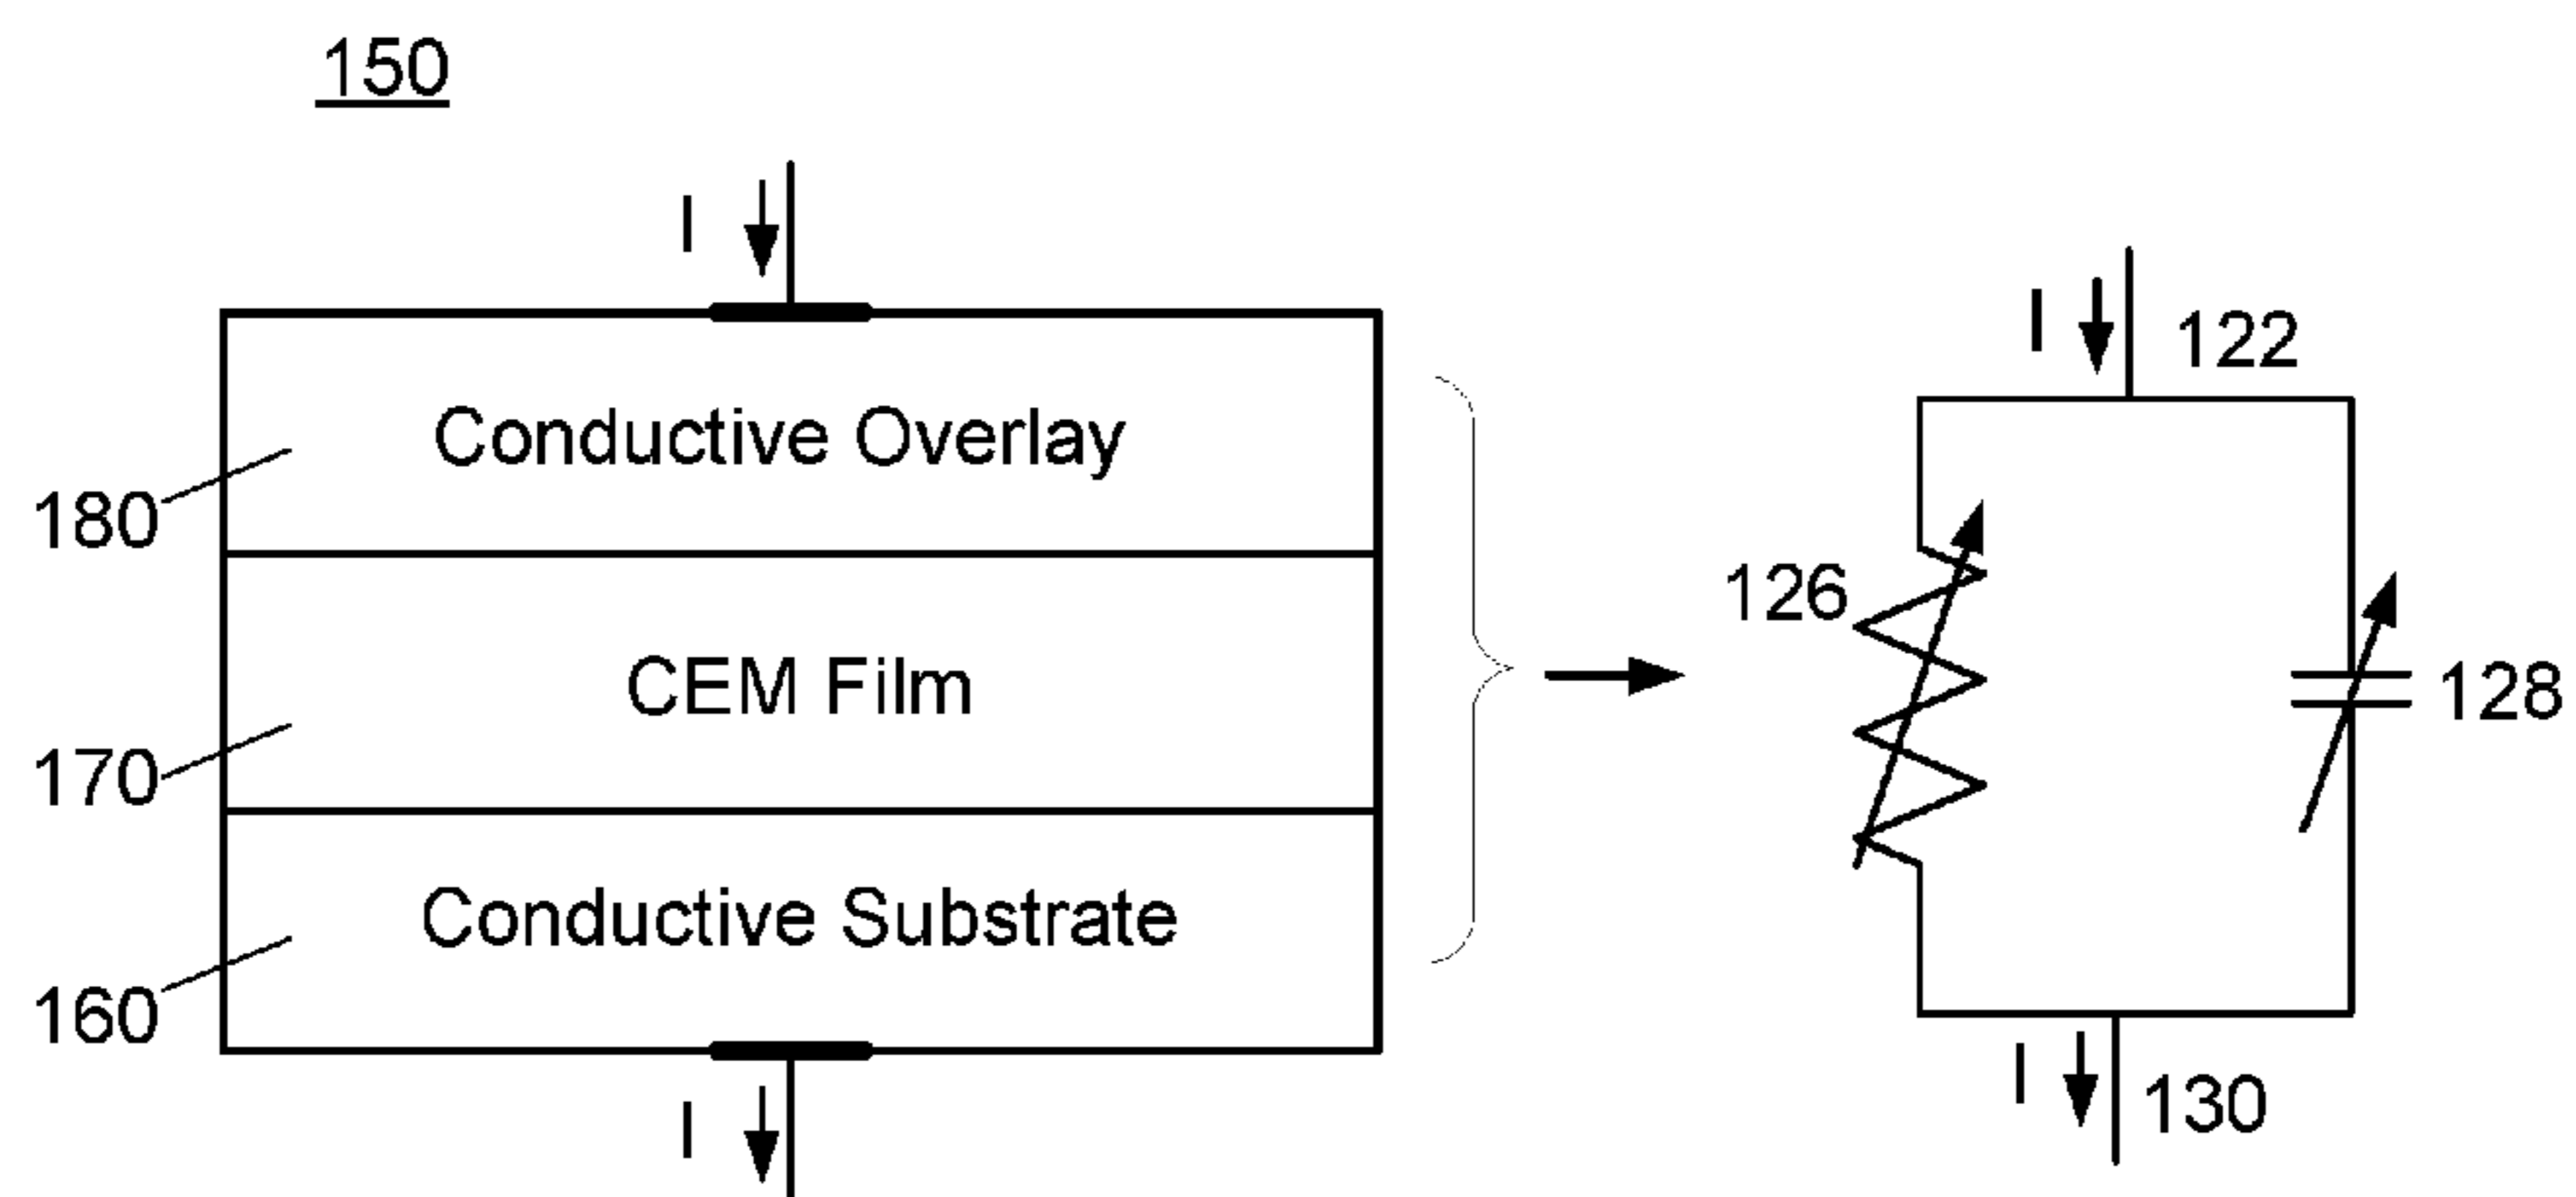 150
I
Conductive Overlay
180
CEM Film
170
Conductive Substrate
160
I
I
122
126
128
I
130